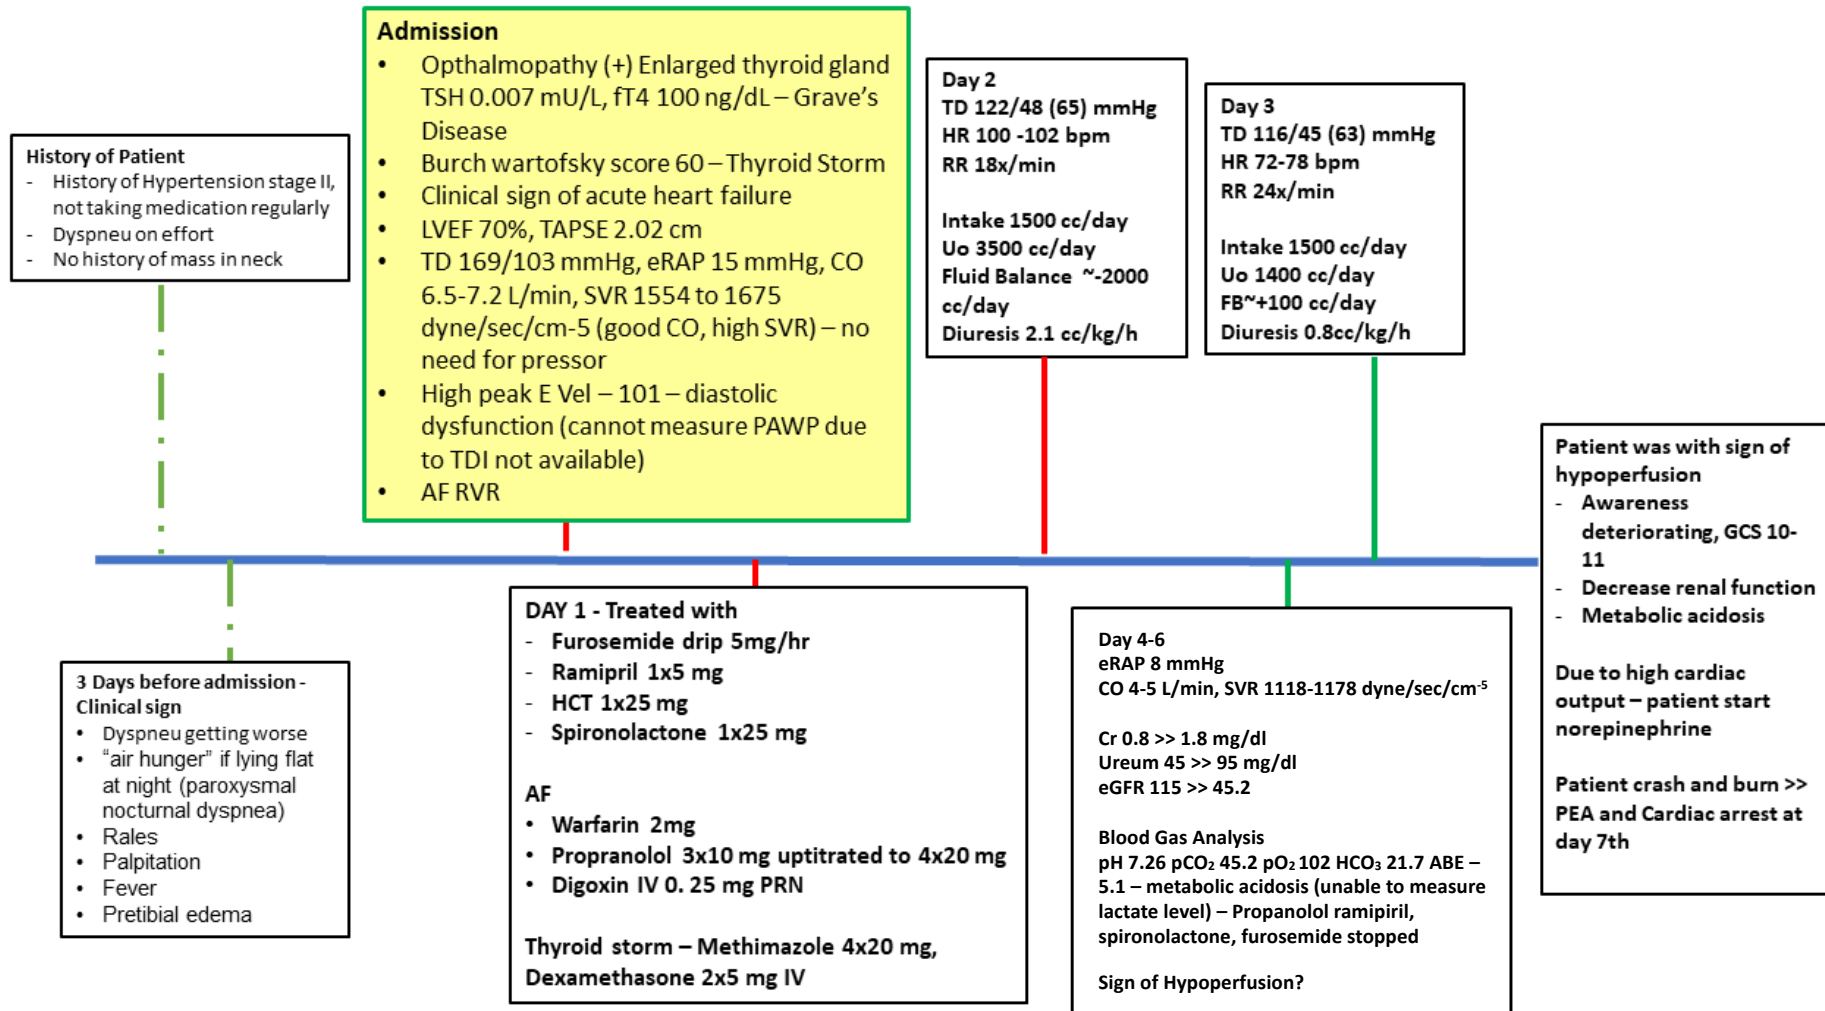 History of Patient
- History of Hypertension stage II,
not taking medication regularly
- Dyspneu on effort
- No history of mass in neck
3 Days before admission -
Clinical sign
• Dyspneu getting worse
• “air hunger” if lying flat
at night (paroxysmal
nocturnal dyspnea)
• Rales
• Palpitation
• Fever
• Pretibial edema
Admission
• Opthalmopathy (+) Enlarged thyroid gland
TSH 0.007 mU/L, fT4 100 ng/dL – Grave’s
Disease
• Burch wartofsky score 60 – Thyroid Storm
• Clinical sign of acute heart failure
• LVEF 70%, TAPSE 2.02 cm
• TD 169/103 mmHg, eRAP 15 mmHg, CO
6.5-7.2 L/min, SVR 1554 to 1675
dyne/sec/cm-5 (good CO, high SVR) – no
need for pressor
• High peak E Vel – 101 – diastolic
dysfunction (cannot measure PAWP due
to TDI not available)
• AF RVR
DAY 1 - Treated with
- Furosemide drip 5mg/hr
- Ramipril 1x5 mg
- HCT 1x25 mg
- Spironolactone 1x25 mg
AF
• Warfarin 2mg
• Propranolol 3x10 mg uptitrated to 4x20 mg
• Digoxin IV 0. 25 mg PRN
Thyroid storm – Methimazole 4x20 mg,
Dexamethasone 2x5 mg IV
Day 2
TD 122/48 (65) mmHg
HR 100 -102 bpm
RR 18x/min
Intake 1500 cc/day
Uo 3500 cc/day
Fluid Balance ~-2000
cc/day
Diuresis 2.1 cc/kg/h
Day 3
TD 116/45 (63) mmHg
HR 72-78 bpm
RR 24x/min
Intake 1500 cc/day
Uo 1400 cc/day
FB~+100 cc/day
Diuresis 0.8cc/kg/h
Day 4-6
eRAP 8 mmHg
CO 4-5 L/min, SVR 1118-1178 dyne/sec/cm⁻⁵
Cr 0.8 >> 1.8 mg/dl
Ureum 45 >> 95 mg/dl
eGFR 115 >> 45.2
Blood Gas Analysis
pH 7.26 pCO₂ 45.2 pO₂ 102 HCO₃ 21.7 ABE –
5.1 – metabolic acidosis (unable to measure
lactate level) – Propanolol ramipiril,
spironolactone, furosemide stopped
Sign of Hypoperfusion?
Patient was with sign of
hypoperfusion
- Awareness
deteriorating, GCS 10-
11
- Decrease renal function
- Metabolic acidosis
Due to high cardiac
output – patient start
norepinephrine
Patient crash and burn >>
PEA and Cardiac arrest at
day 7th